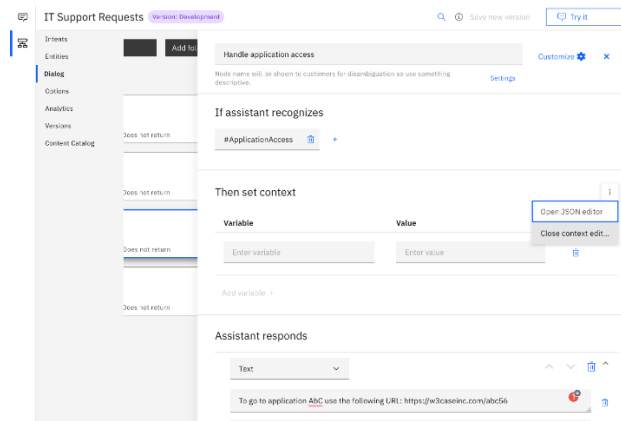 IT Support Requests Version: Development
Save new version
Try it
Intents
Entities
Dialog
Options
Analytics
Versions
Content Catalog
Add fol
Does not return
Does not return
Does not return
Does not return
Handle application access
Customize
Node name will be shown to customers for disambiguation so use something
descriptive.
Settings
If assistant recognizes
#ApplicationAccess
Then set context
Open JSON editor
Close context edit...
Variable Value
Enter variable Enter value
Add variable +
Assistant responds
Text
To go to application AbC use the following URL: https://w3caseinc.com/abc56